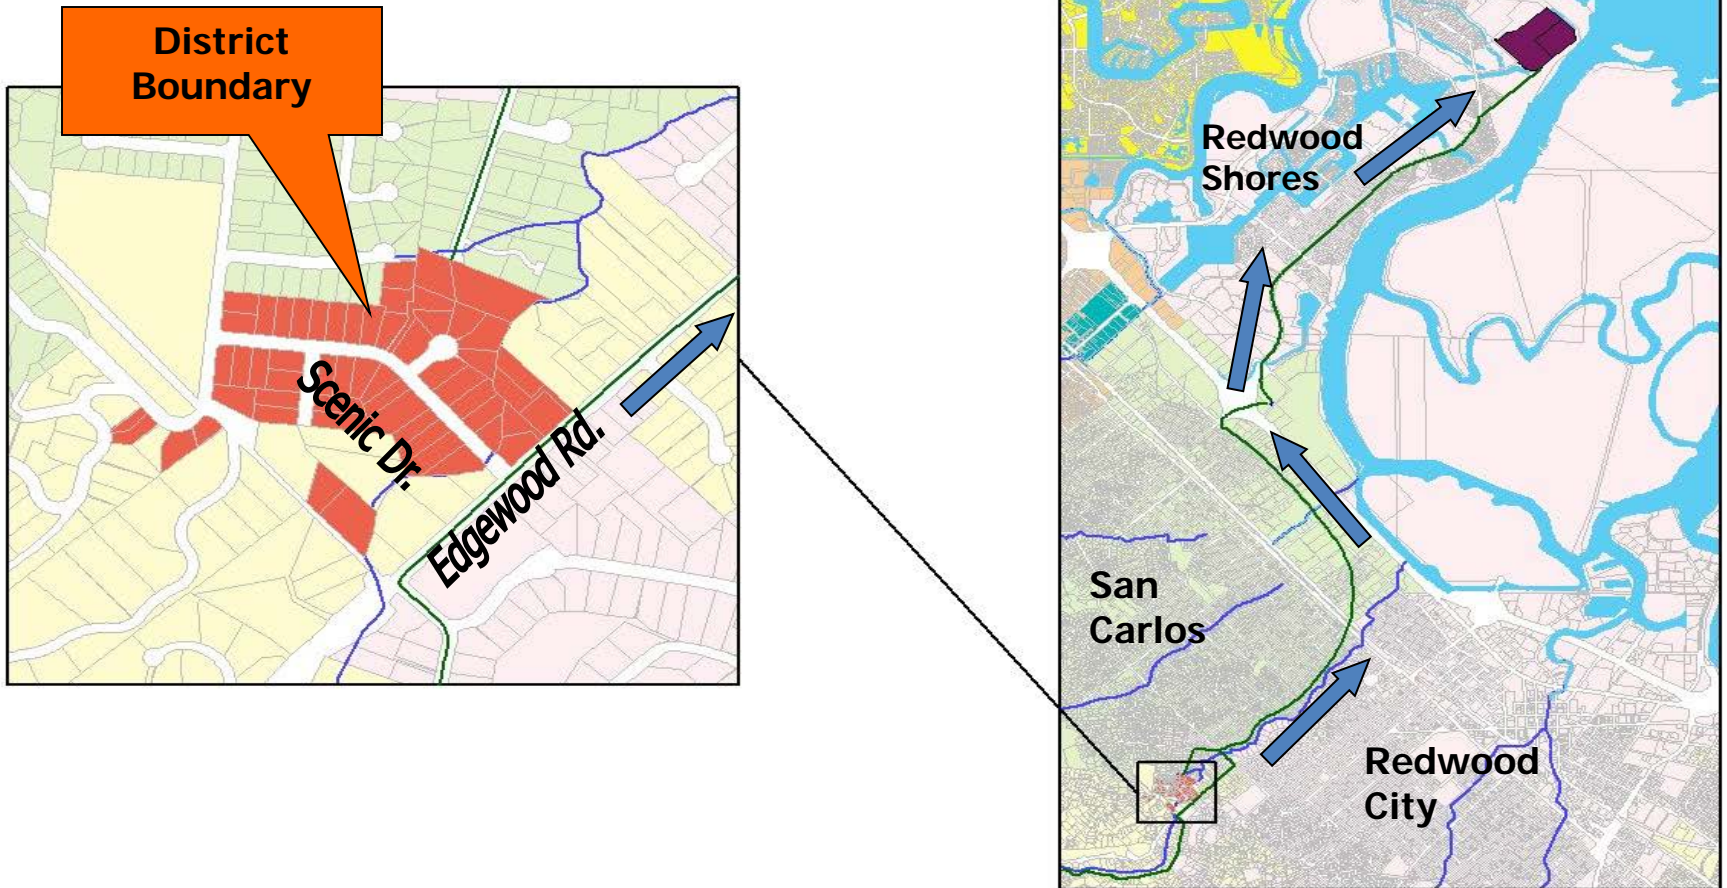 District
Boundary
Scenic Dr.
Edgewood Rd.
Redwood
Shores
San
Carlos
Redwood
City